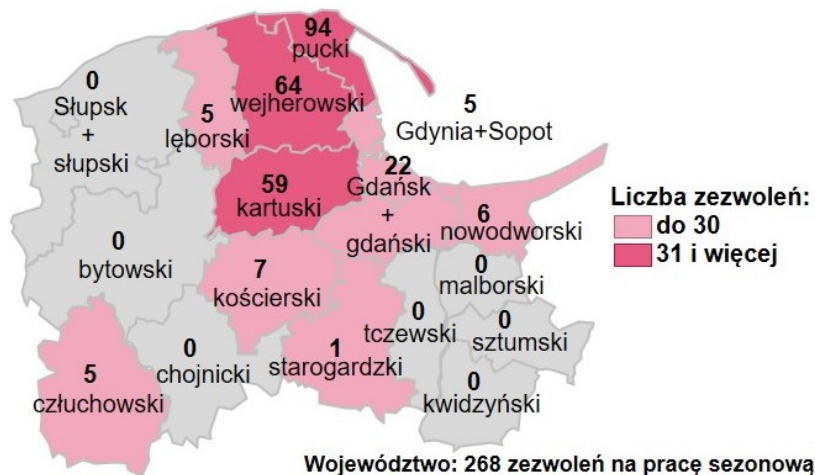 94
pucki
64
wejherowski
0
Słupsk
+
słupski
5
lęborski
5
Gdynia+Sopot
22
Gdańsk
+
gdański
59
kartuski
6
nowodworski
Liczba zezwoleń:
do 30
31 i więcej
0
bytowski
7
kościerski
0
malborski
0
tczewski
0
sztumski
5
człuchowski
0
chojnicki
1
starogardzki
0
kwidzyński
Województwo: 268 zezwoleń na pracę sezonową